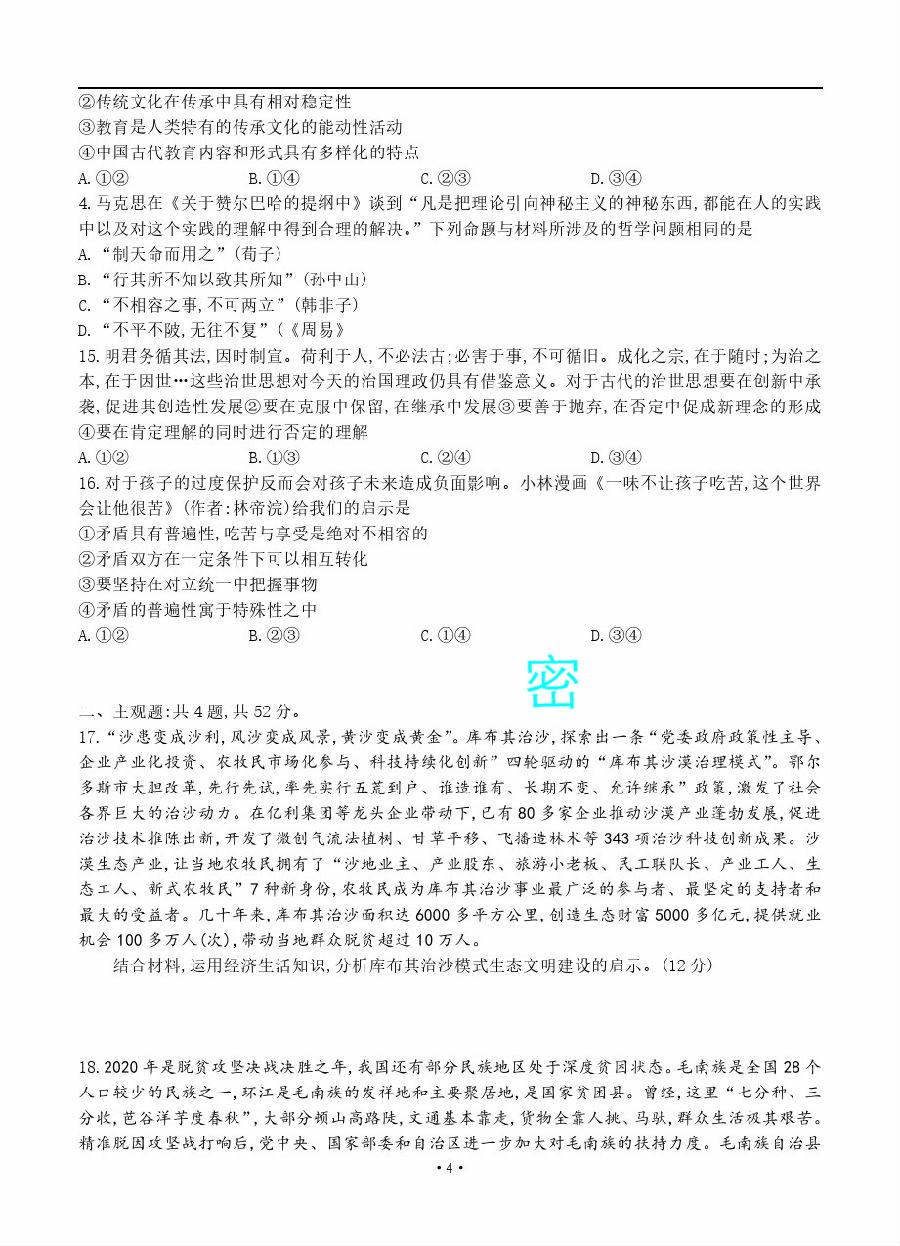 ②传统文化在传承中具有相对稳定性
③教育是人类特有的传承文化的能动性活动
④中国古代教育内容和形式具有多样化的特点
A.①② B.①④ C.②③ D.③④
4.马克思在《关于赞尔巴哈的提纲中》谈到“凡是把理论引向神秘主义的神秘东西,都能在人的实践
中以及对这个实践的理解中得到合理的解决。”下列命题与材料所涉及的哲学问题相同的是
A.“制天命而用之”(荀子)
B.“行其所不知以致其所知”(孙中山)
C.“不相容之事,不可两立”(韩非子)
D.“不平不陂,无往不复”(《周易》
15.明君务循其法,因时制宜。荷利于人,不必法古;必害于事,不可循旧。成化之宗,在于随时;为治之
本,在于因世…这些治世思想对今天的治国理政仍具有借鉴意义。对于古代的治世思想要在创新中承
袭,促进其创造性发展②要在克服中保留,在继承中发展③要善于抛弃,在否定中促成新理念的形成
④要在肯定理解的同时进行否定的理解
A.①② B.①③ C.②④ D.③④
16.对于孩子的过度保护反而会对孩子未来造成负面影响。小林漫画《一味不让孩子吃苦,这个世界
会让他很苦》(作者:林帝浣)给我们的启示是
①矛盾具有普遍性,吃苦与享受是绝对不相容的
②矛盾双方在一定条件下可以相互转化
③要坚持在对立统一中把握事物
④矛盾的普遍性寓于特殊性之中
A.①② B.②③ C.①④ D.③④
密
二、主观题:共4题,共52分。
17.“沙患变成沙利,风沙变成风景,黄沙变成黄金”。库布其治沙,探索出一条“党委政府政策性主导、
企业产业化投资、农牧民市场化参与、科技持续化创新”四轮驱动的“库布其沙漠治理模式”。鄂尔
多斯市大胆改革,先行先试,率先实行五荒到户、谁造谁有、长期不变、允许继承”政策,激发了社会
各界巨大的治沙动力。在亿利集团等龙头企业带动下,已有80多家企业推动沙漠产业蓬勃发展,促进
治沙技术推陈出新,开发了微创气流法植树、甘草平移、飞播造林术等343项治沙科技创新成果。沙
漠生态产业,让当地农牧民拥有了“沙地业主、产业股东、旅游小老板、民工联队长、产业工人、生
态工人、新式农牧民”7种新身份,农牧民成为库布其治沙事业最广泛的参与者、最坚定的支持者和
最大的受益者。几十年来,库布其治沙面积达6000多平方公里,创造生态财富5000多亿元,提供就业
机会100多万人(次),带动当地群众脱贫超过10万人。
结合材料,运用经济生活知识,分析库布其治沙模式生态文明建设的启示。(12分)
18.2020年是脱贫攻坚决战决胜之年,我国还有部分民族地区处于深度贫困状态。毛南族是全国28个
人口较少的民族之一,环江是毛南族的发祥地和主要聚居地,是国家贫困县。曾经,这里“七分种、三
分收,芭谷洋芋度春秋”,大部分倾山高路陡,交通基本靠走,货物全靠人挑、马驮,群众生活极其艰苦。
精准脱困攻坚战打响后,党中央、国家部委和自治区进一步加大对毛南族的扶持力度。毛南族自治县
·4·